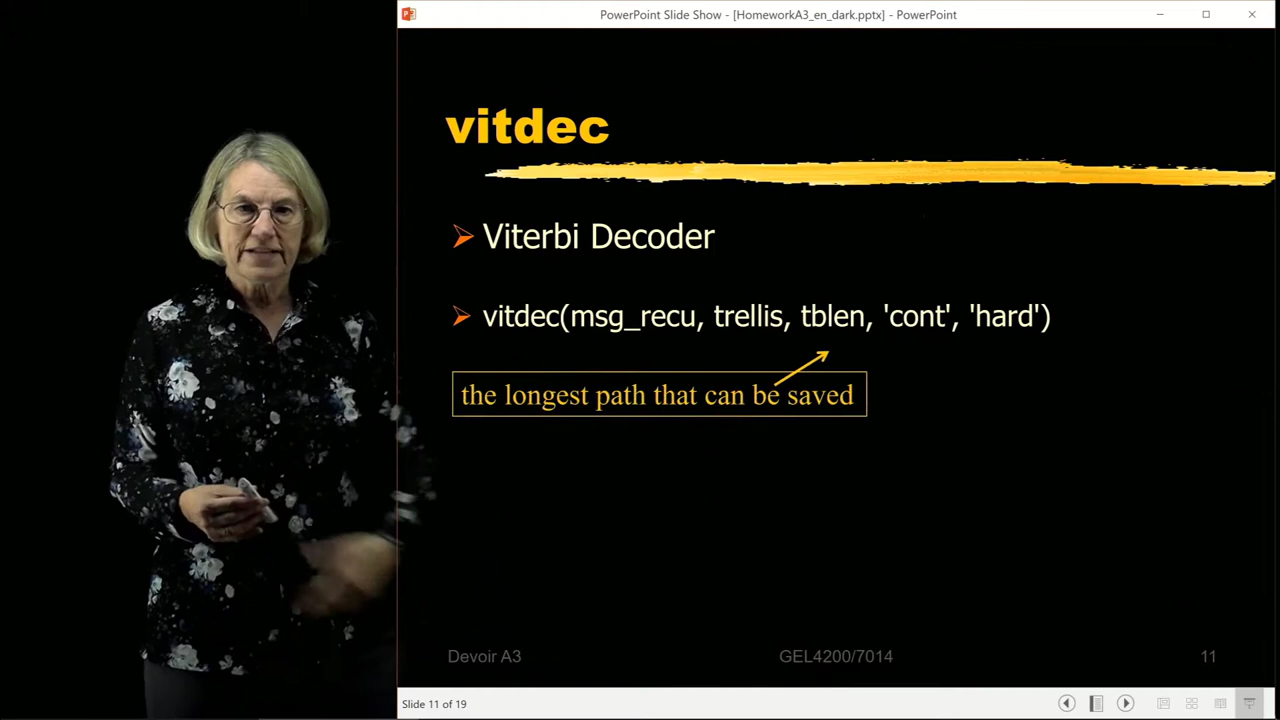 PowerPoint Slide Show - [HomeworkA3_en_dark.pptx] - PowerPoint
vitdec
Viterbi Decoder
vitdec(msg_recu, trellis, tblen, 'cont', 'hard')
the longest path that can be saved
Devoir A3
GEL4200/7014
11
Slide 11 of 19